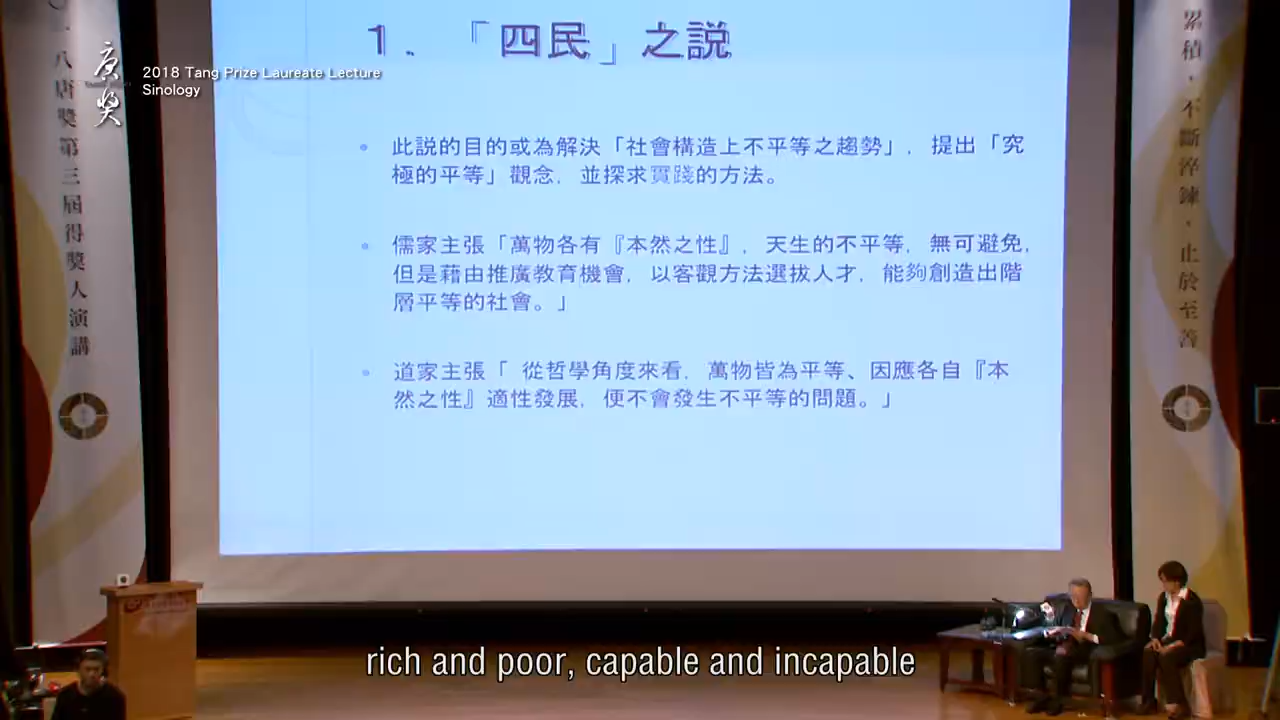 1．「四民」之説
唐獎
2018 Tang Prize Laureate Lecture
Sinology
• 此説的目的或為解決「社會構造上不平等之趨勢」，提出「究
極的平等」觀念，並探求實踐的方法。
• 儒家主張「萬物各有『本然之性』，天生的不平等，無可避免，
但是藉由推廣教育機會，以客觀方法選拔人才，能夠創造出階
層平等的社會。」
• 道家主張「 從哲學角度來看，萬物皆為平等、因應各自『本
然之性』適性發展，便不會發生不平等的問題。」
八唐獎第三屆得獎人演講
累積，不斷淬鍊，止於至善
rich and poor, capable and incapable